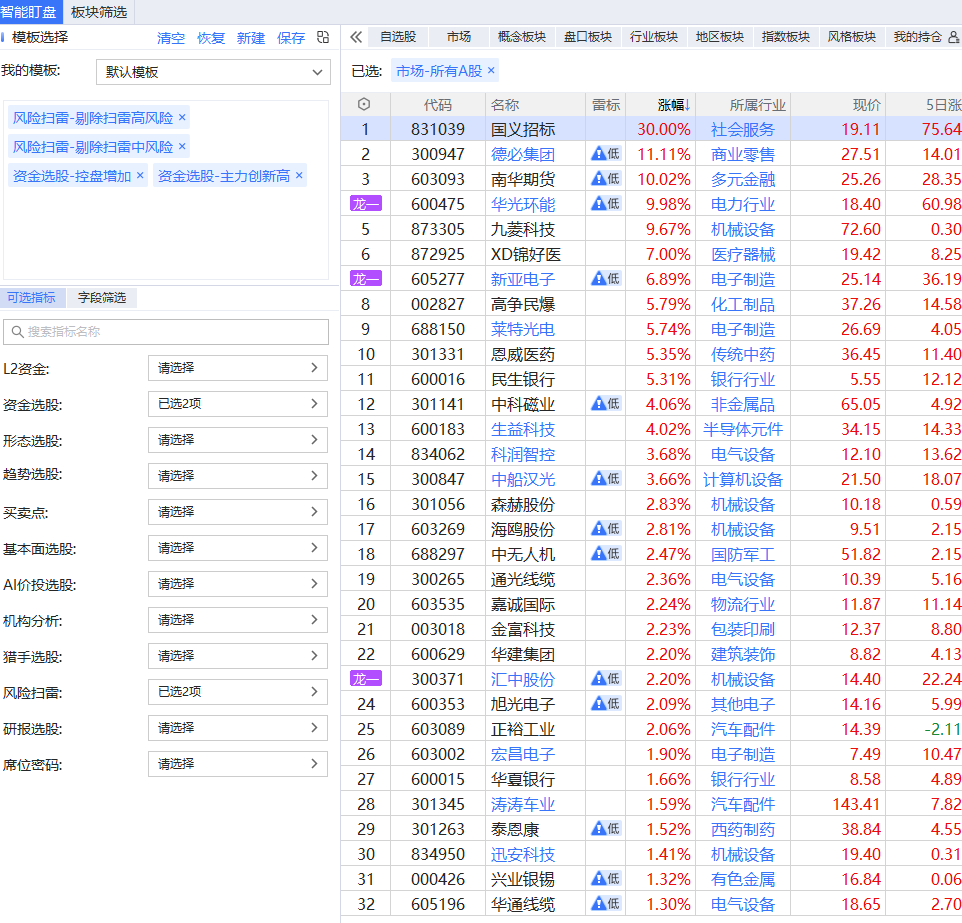 智能盯盘 板块筛选
模板选择 清空 恢复 新建 保存
我的模板: 默认模板
风险扫雷-剔除扫雷高风险 ×
风险扫雷-剔除扫雷中风险 ×
资金选股-控盘增加 × 资金选股-主力创新高 ×
可选指标 字段筛选
搜索指标名称
L2资金: 请选择
资金选股: 已选2项
形态选股: 请选择
趋势选股: 请选择
买卖点: 请选择
基本面选股: 请选择
AI价投选股: 请选择
机构分析: 请选择
猎手选股: 请选择
风险扫雷: 已选2项
研报选股: 请选择
席位密码: 请选择
自选股 市场 概念板块 盘口板块 行业板块 地区板块 指数板块 风格板块 我的持仓
已选: 市场-所有A股 ×
代码 名称 雷标 涨幅↓ 所属行业 现价 5日涨
1 831039 国义招标 30.00% 社会服务 19.11 75.64
2 300947 德必集团 低 11.11% 商业零售 27.51 14.01
3 603093 南华期货 低 10.02% 多元金融 25.26 28.35
龙一 600475 华光环能 低 9.98% 电力行业 18.40 60.98
5 873305 九菱科技 9.67% 机械设备 72.60 0.30
6 872925 XD锦好医 7.00% 医疗器械 19.42 8.25
龙一 605277 新亚电子 低 6.89% 电子制造 25.14 36.19
8 002827 高争民爆 5.79% 化工制品 37.26 14.58
9 688150 莱特光电 5.74% 电子制造 26.69 4.05
10 301331 恩威医药 5.35% 传统中药 36.45 11.40
11 600016 民生银行 5.31% 银行行业 5.55 12.12
12 301141 中科磁业 低 4.06% 非金属品 65.05 4.92
13 600183 生益科技 4.02% 半导体元件 34.15 14.33
14 834062 科润智控 3.68% 电气设备 12.10 13.62
15 300847 中船汉光 低 3.66% 计算机设备 21.50 18.07
16 301056 森赫股份 2.83% 机械设备 10.18 0.59
17 603269 海鸥股份 低 2.81% 机械设备 9.51 2.15
18 688297 中无人机 低 2.47% 国防军工 51.82 2.15
19 300265 通光线缆 2.36% 电气设备 10.39 5.16
20 603535 嘉诚国际 2.24% 物流行业 11.87 11.14
21 003018 金富科技 2.23% 包装印刷 12.37 8.80
22 600629 华建集团 2.20% 建筑装饰 8.82 4.13
龙一 300371 汇中股份 低 2.20% 机械设备 14.40 22.24
24 600353 旭光电子 低 2.09% 其他电子 14.16 5.99
25 603089 正裕工业 2.06% 汽车配件 14.39 -2.11
26 603002 宏昌电子 1.90% 电子制造 7.49 10.47
27 600015 华夏银行 1.66% 银行行业 8.58 4.89
28 301345 涛涛车业 1.59% 汽车配件 143.41 7.82
29 301263 泰恩康 低 1.52% 西药制药 38.84 4.55
30 834950 迅安科技 1.41% 机械设备 19.40 0.31
31 000426 兴业银锡 低 1.32% 有色金属 16.84 0.06
32 605196 华通线缆 低 1.30% 电气设备 18.65 2.70